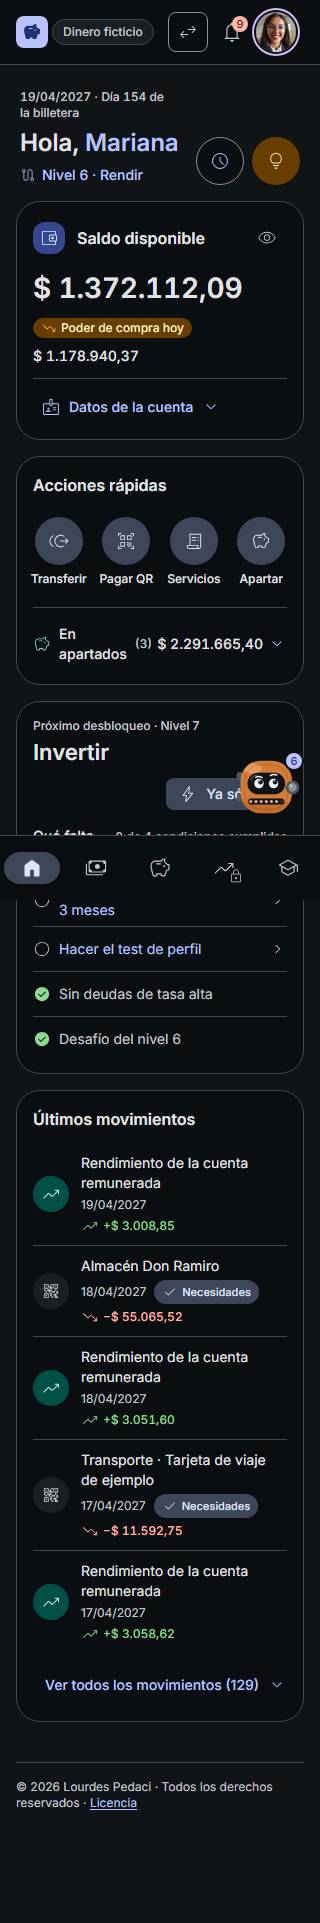 Dinero ficticio
9
19/04/2027 · Día 154 de
la billetera
Hola, Mariana
Nivel 6 · Rendir
Saldo disponible
$ 1.372.112,09
Poder de compra hoy
$ 1.178.940,37
Datos de la cuenta
Acciones rápidas
Transferir Pagar QR Servicios Apartar
En
apartados (3) $ 2.291.665,40
Próximo desbloqueo · Nivel 7
Invertir
6
Ya sé
3 meses
Hacer el test de perfil
Sin deudas de tasa alta
Desafío del nivel 6
Últimos movimientos
Rendimiento de la cuenta
remunerada
19/04/2027
+$ 3.008,85
Almacén Don Ramiro
18/04/2027 Necesidades
−$ 55.065,52
Rendimiento de la cuenta
remunerada
18/04/2027
+$ 3.051,60
Transporte · Tarjeta de viaje
de ejemplo
17/04/2027 Necesidades
−$ 11.592,75
Rendimiento de la cuenta
remunerada
17/04/2027
+$ 3.058,62
Ver todos los movimientos (129)
© 2026 Lourdes Pedaci · Todos los derechos
reservados · Licencia